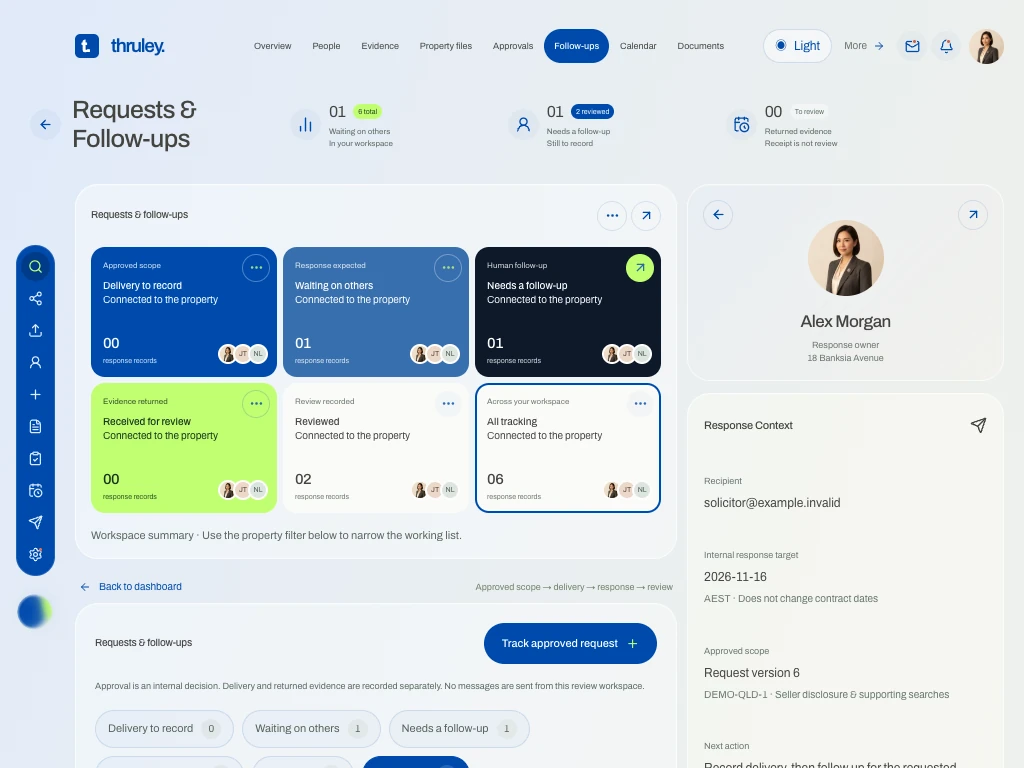 thruley.
Overview
People
Evidence
Property files
Approvals
Follow-ups
Calendar
Documents
Light
More
Requests &
Follow-ups
01
6 total
Waiting on others
In your workspace
01
2 reviewed
Needs a follow-up
Still to record
00
To review
Returned evidence
Receipt is not review
Requests & follow-ups
Approved scope
Delivery to record
Connected to the property
00
response records
JT
NL
Response expected
Waiting on others
Connected to the property
01
response records
JT
NL
Human follow-up
Needs a follow-up
Connected to the property
01
response records
JT
NL
Evidence returned
Received for review
Connected to the property
00
response records
JT
NL
Review recorded
Reviewed
Connected to the property
02
response records
JT
NL
Across your workspace
All tracking
Connected to the property
06
response records
JT
NL
Workspace summary · Use the property filter below to narrow the working list.
Back to dashboard
Approved scope → delivery → response → review
Requests & follow-ups
Track approved request
Approval is an internal decision. Delivery and returned evidence are recorded separately. No messages are sent from this review workspace.
Delivery to record 0
Waiting on others 1
Needs a follow-up 1
Alex Morgan
Response owner
18 Banksia Avenue
Response Context
Recipient
solicitor@example.invalid
Internal response target
2026-11-16
AEST · Does not change contract dates
Approved scope
Request version 6
DEMO-QLD-1 · Seller disclosure & supporting searches
Next action
Record delivery, then follow up for the requested